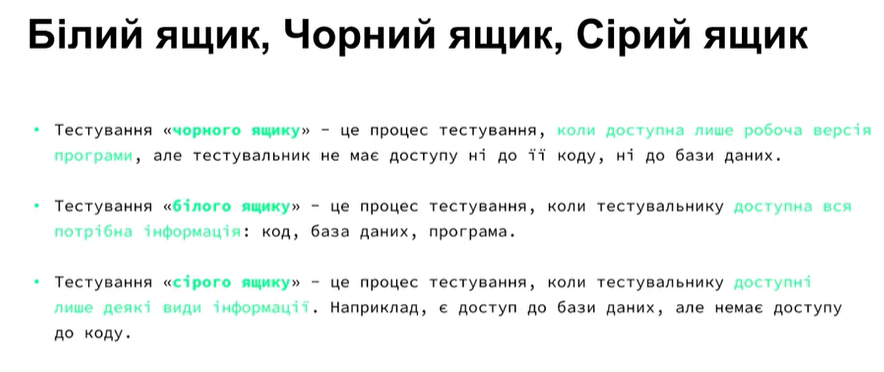 Білий ящик, Чорний ящик, Сірий ящик
• Тестування «чорного ящику» - це процес тестування, коли доступна лише робоча версія
програми, але тестувальник не має доступу ні до її коду, ні до бази даних.
• Тестування «білого ящику» - це процес тестування, коли тестувальнику доступна вся
потрібна інформація: код, база даних, програма.
• Тестування «сірого ящику» - це процес тестування, коли тестувальнику доступні
лише деякі види інформації. Наприклад, є доступ до бази даних, але немає доступу
до коду.